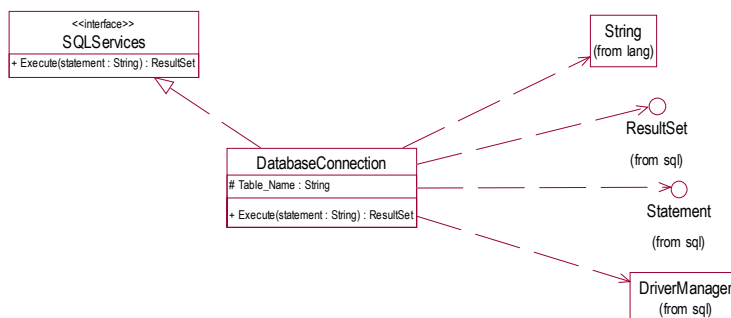 <<interface>>
SQLServices
+ Execute(statement : String) : ResultSet
String
(from lang)
ResultSet
(from sql)
DatabaseConnection
# Table_Name : String
+ Execute(statement : String) : ResultSet
Statement
(from sql)
DriverManager
(from sql)